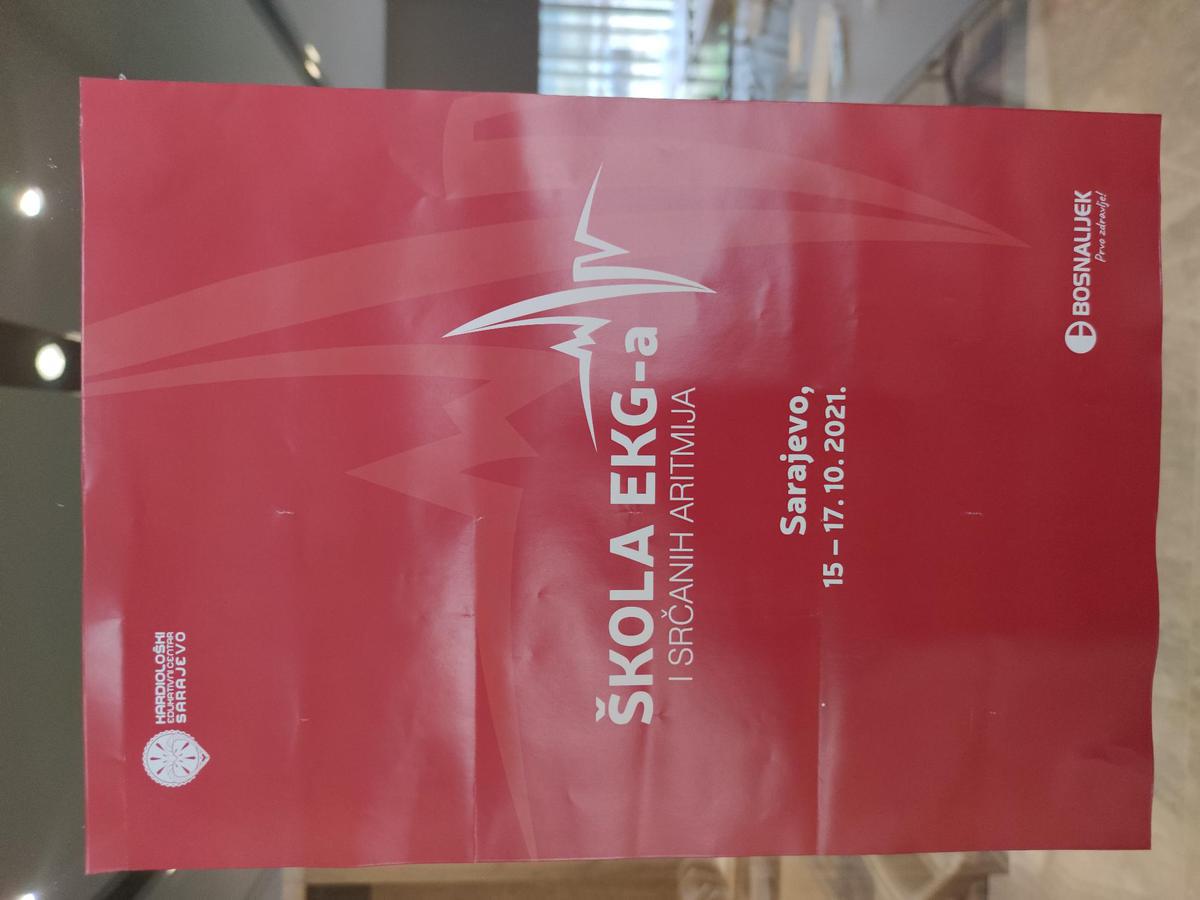 KARDIOLOŠKI
EDUKATIVNI CENTAR
SARAJEVO
ŠKOLA EKG-a
I SRČANIH ARITMIJA
Sarajevo,
15 – 17. 10. 2021.
BOSNALIJEK
Prvo zdravlje!